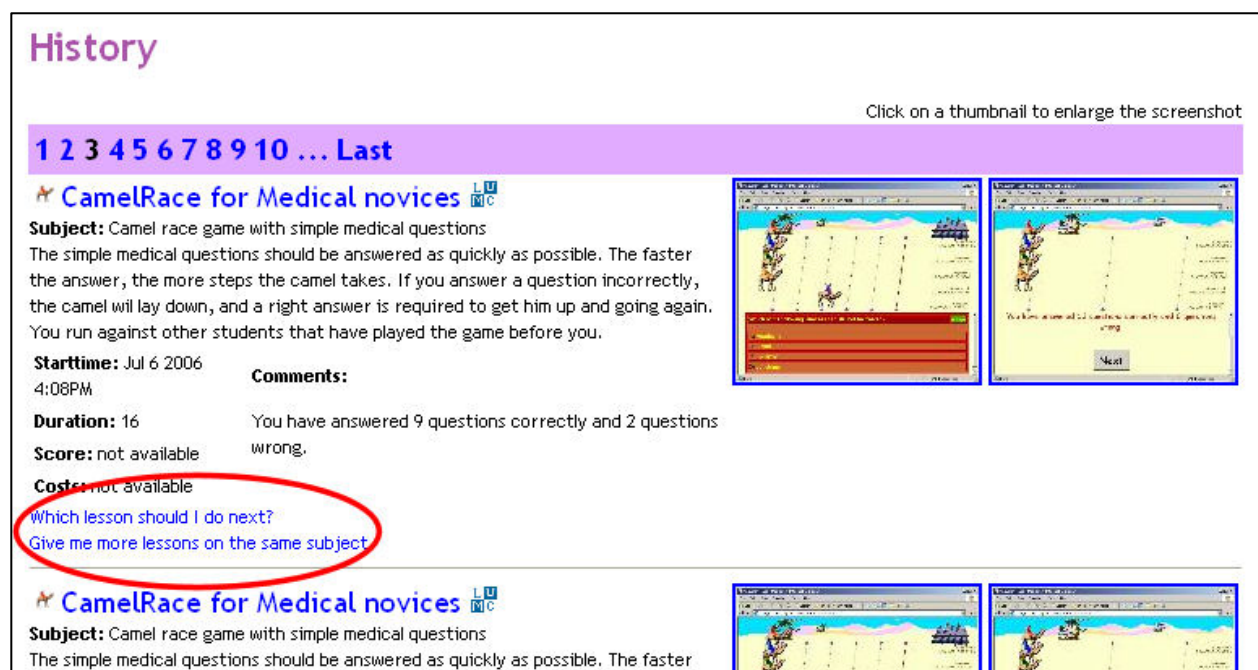 History
Click on a thumbnail to enlarge the screenshot
1 2 3 4 5 6 7 8 9 10 ... Last
CamelRace for Medical novices LUMC
Subject: Camel race game with simple medical questions
The simple medical questions should be answered as quickly as possible. The faster
the answer, the more steps the camel takes. If you answer a question incorrectly,
the camel wil lay down, and a right answer is required to get him up and going again.
You run against other students that have played the game before you.
Starttime: Jul 6 2006
4:08PM
Duration: 16
Score: not available
Costs: not available
Comments:
You have answered 9 questions correctly and 2 questions
wrong.
Next
Which lesson should I do next?
Give me more lessons on the same subject
CamelRace for Medical novices LUMC
Subject: Camel race game with simple medical questions
The simple medical questions should be answered as quickly as possible. The faster